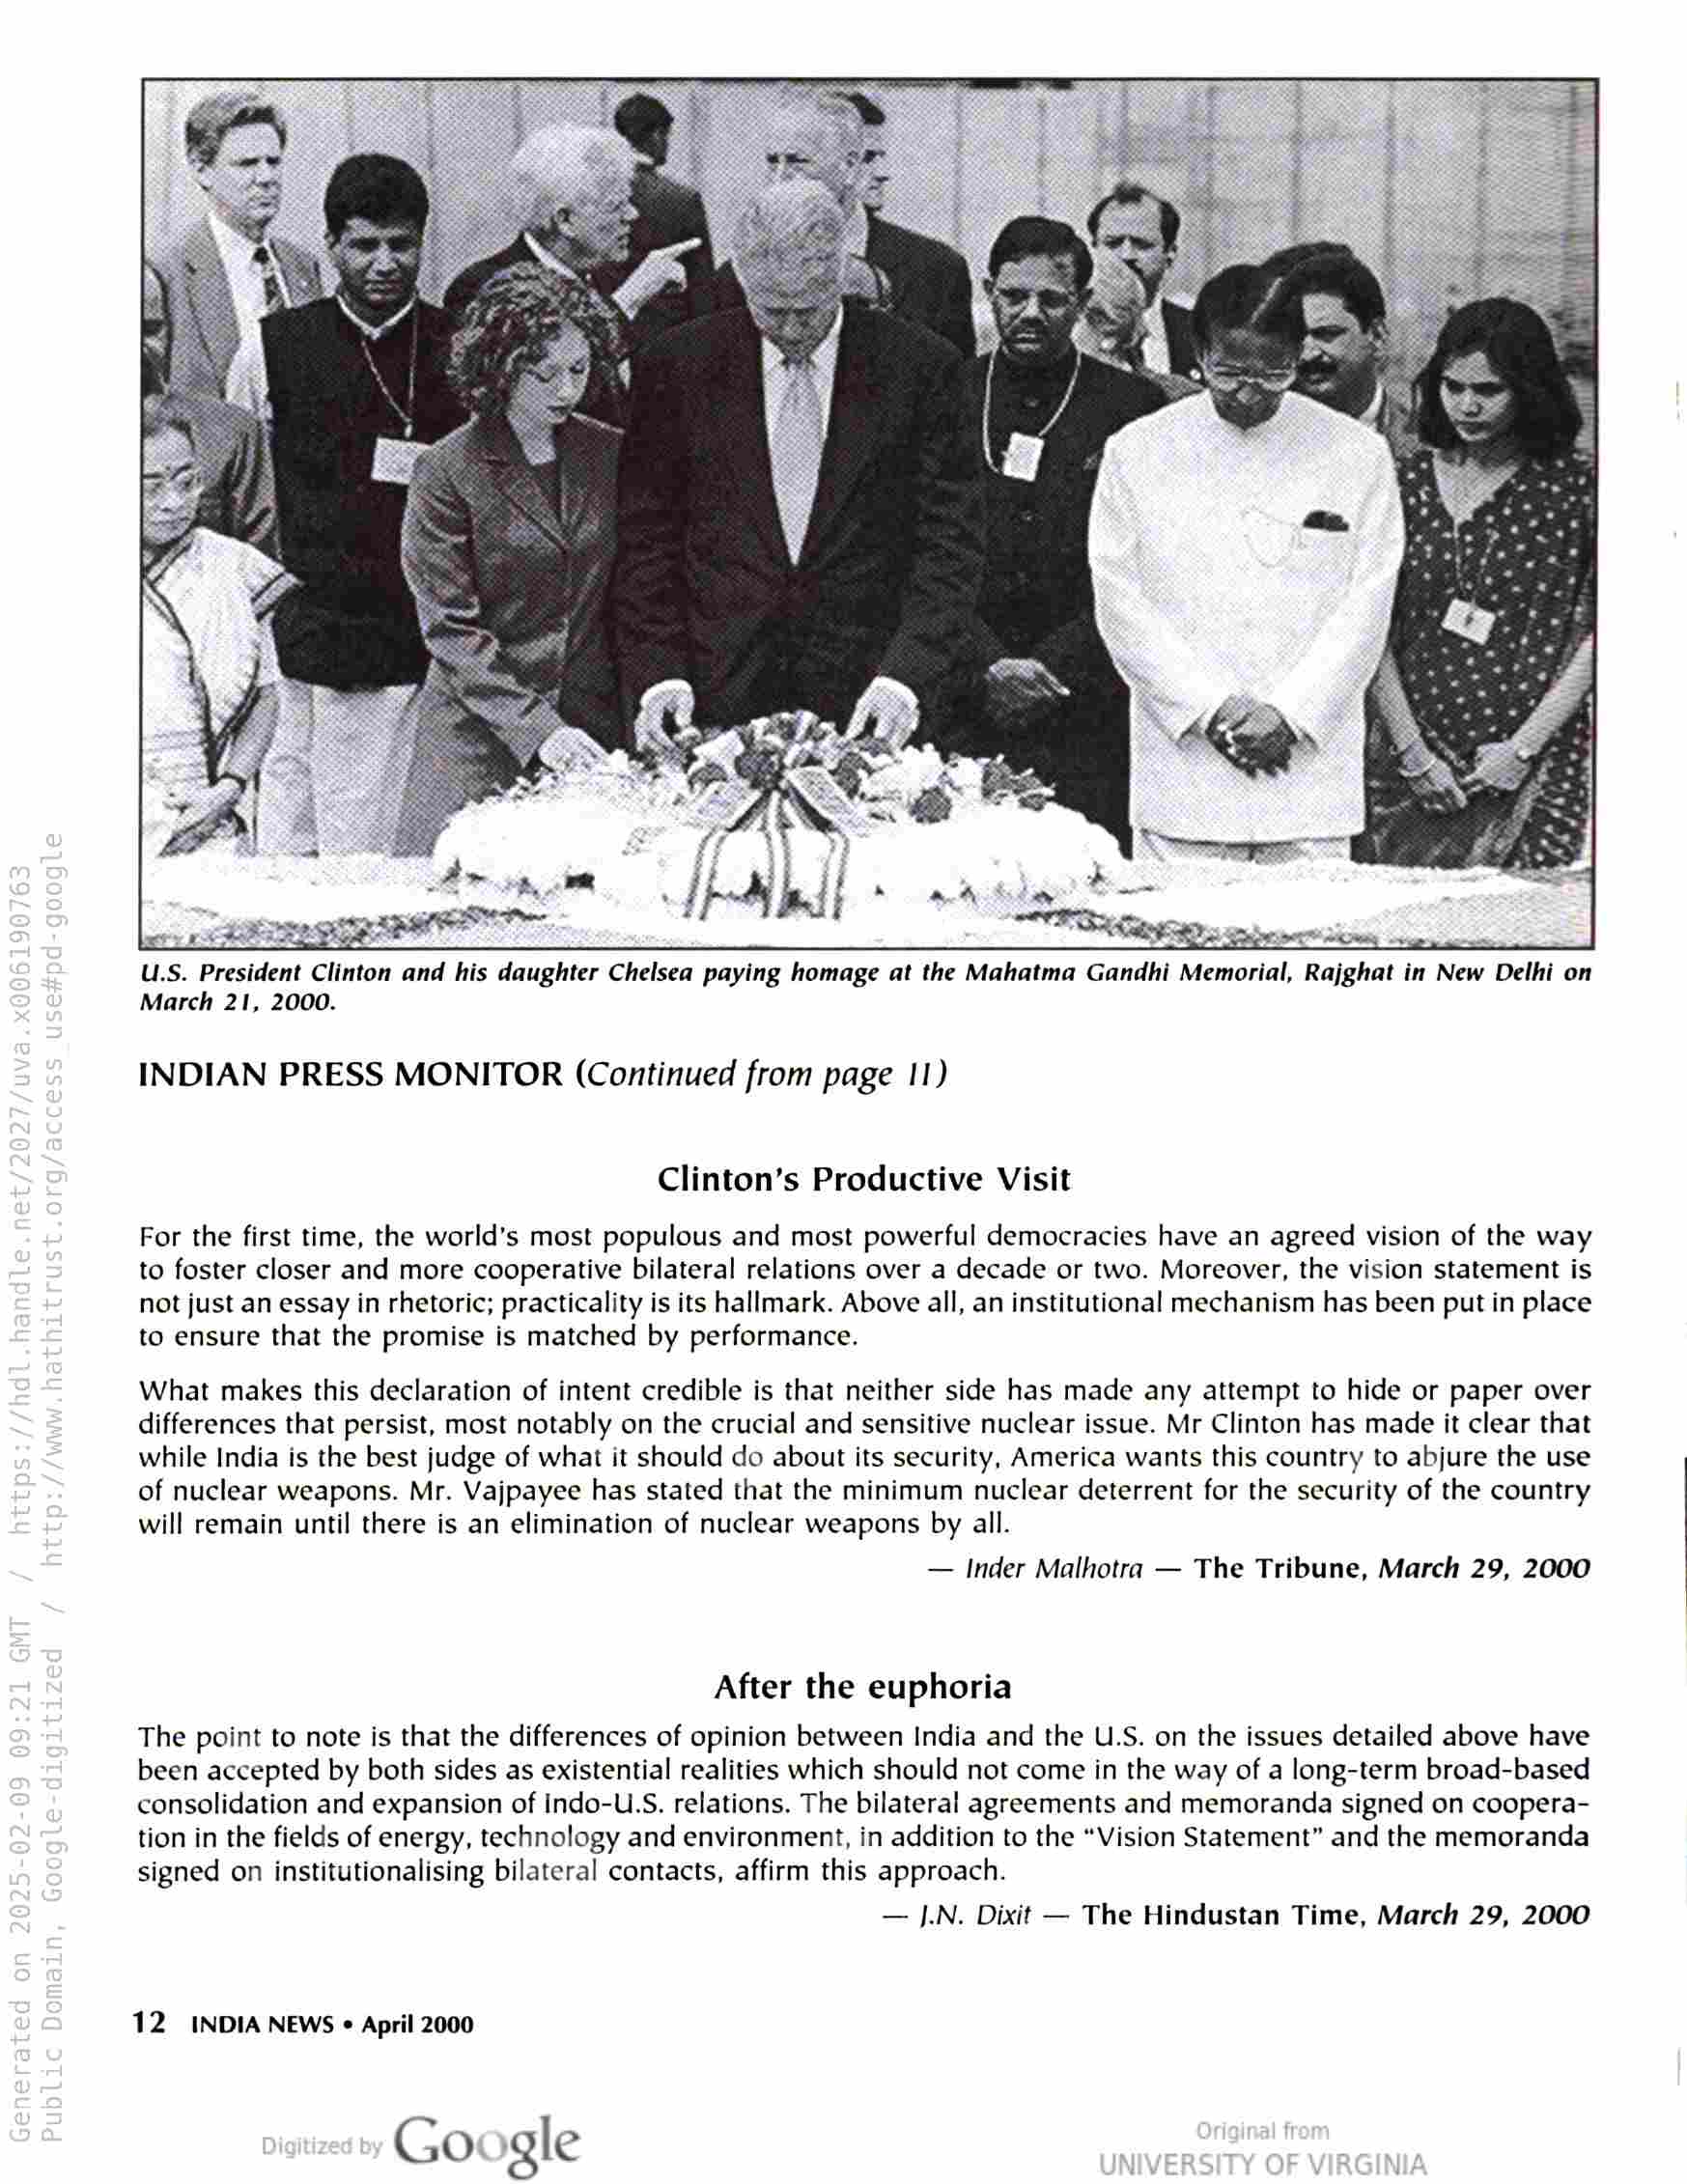 U.S. President Clinton and his daughter Chelsea paying homage at the Mahatma Gandhi Memorial, Rajghat in New Delhi on
March 21, 2000.
INDIAN PRESS MONITOR (Continued from page 11)
Clinton's Productive Visit
For the first time, the world's most populous and most powerful democracies have an agreed vision of the way
to foster closer and more cooperative bilateral relations over a decade or two. Moreover, the vision statement is
not just an essay in rhetoric; practicality is its hallmark. Above all, an institutional mechanism has been put in place
to ensure that the promise is matched by performance.
What makes this declaration of intent credible is that neither side has made any attempt to hide or paper over
differences that persist, most notably on the crucial and sensitive nuclear issue. Mr Clinton has made it clear that
while India is the best judge of what it should do about its security, America wants this country to abjure the use
of nuclear weapons. Mr. Vajpayee has stated that the minimum nuclear deterrent for the security of the country
will remain until there is an elimination of nuclear weapons by all.
— Inder Malhotra — The Tribune, March 29, 2000
After the euphoria
The point to note is that the differences of opinion between India and the U.S. on the issues detailed above have
been accepted by both sides as existential realities which should not come in the way of a long-term broad-based
consolidation and expansion of Indo-U.S. relations. The bilateral agreements and memoranda signed on coopera-
tion in the fields of energy, technology and environment, in addition to the “Vision Statement” and the memoranda
signed on institutionalising bilateral contacts, affirm this approach.
— J.N. Dixit — The Hindustan Time, March 29, 2000
12 INDIA NEWS • April 2000
Digitized by Google
Original from
UNIVERSITY OF VIRGINIA
Generated on 2025-02-09 09:21 GMT / https://hdl.handle.net/2027/uva.x006190763
Public Domain, Google-digitized / http://www.hathitrust.org/access_use#pd-google